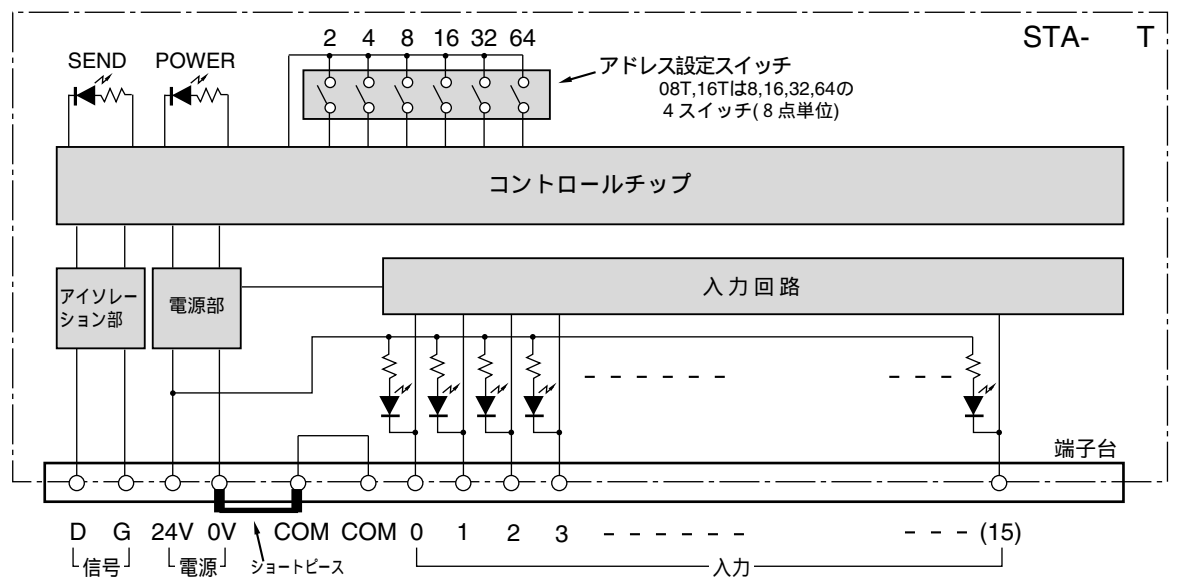 STA- T
2 4 8 16 32 64
SEND POWER
アドレス設定スイッチ
08T,16Tは8,16,32,64の
4スイッチ(8点単位)
コントロールチップ
アイソレー
ション部
電源部
入力回路
端子台
D G 24V 0V COM COM 0 1 2 3 (15)
信号 電源 ショートピース 入力